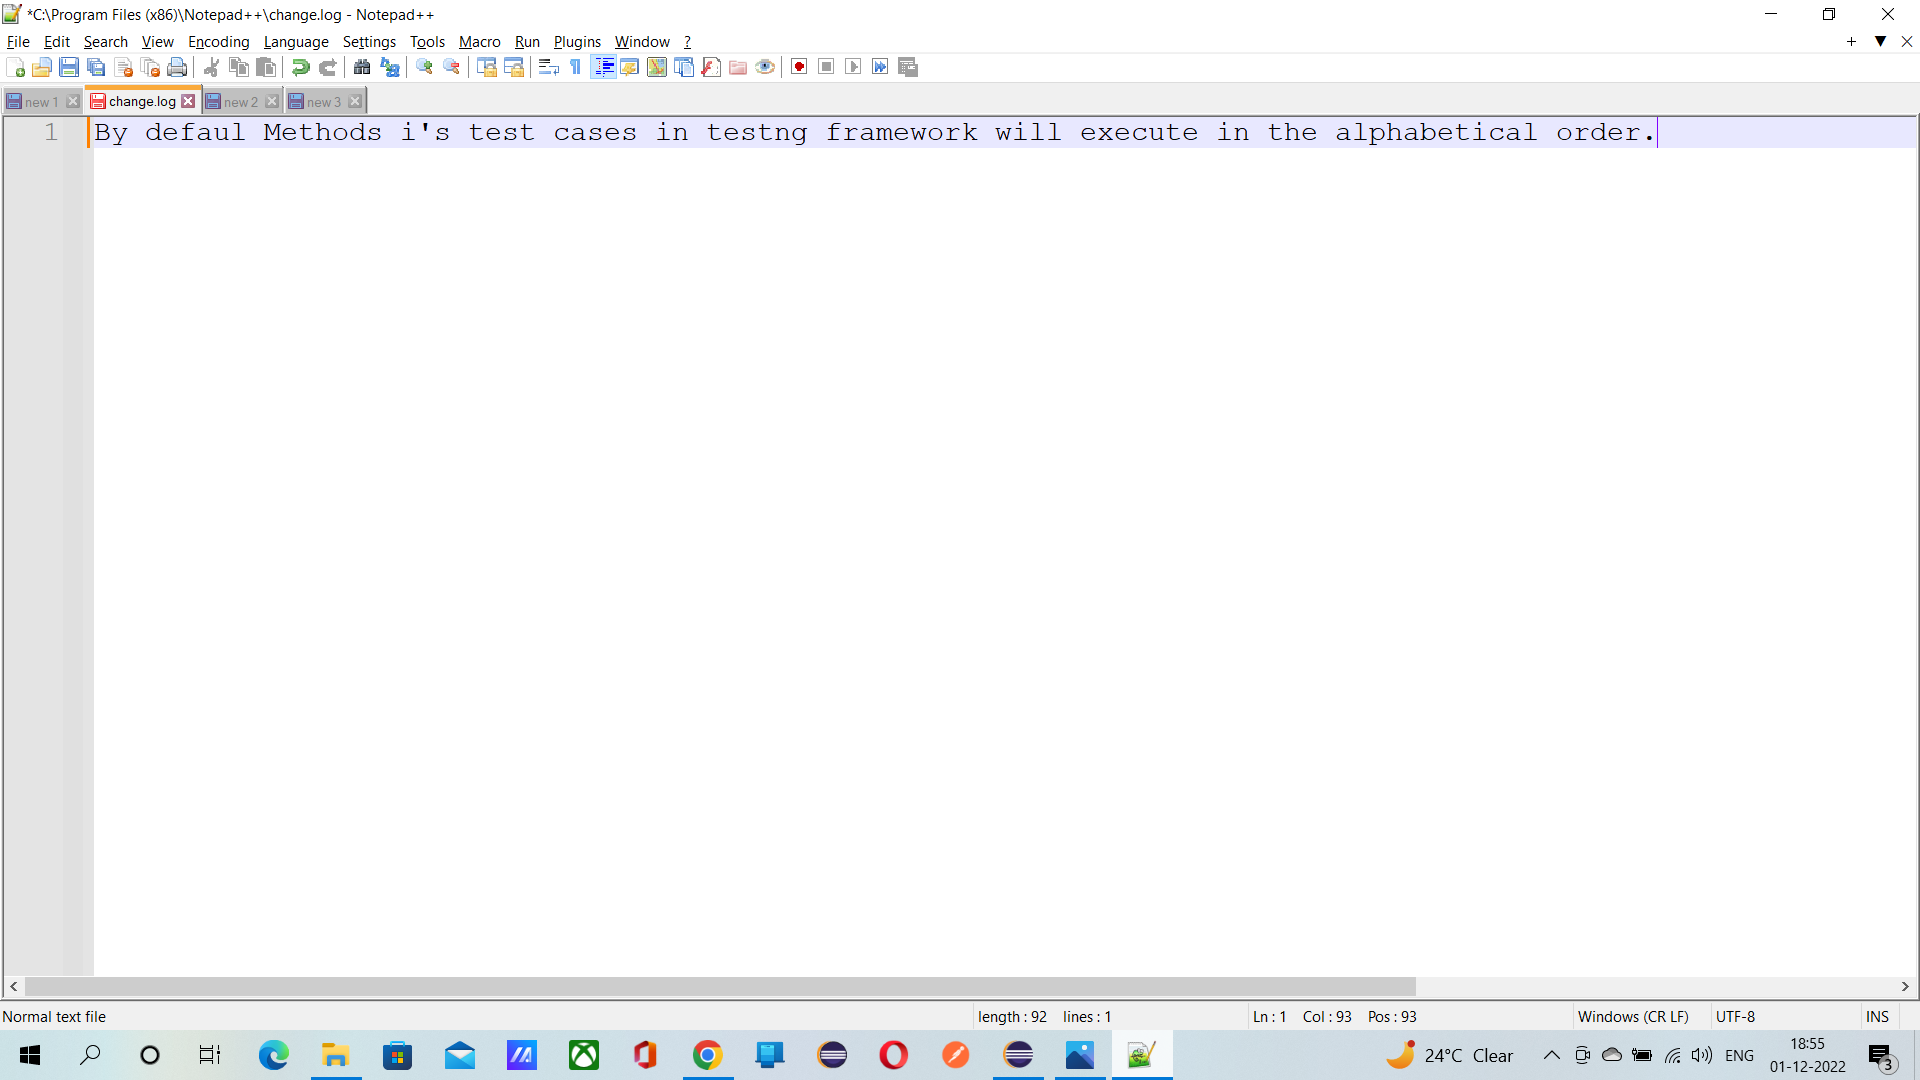 *C:\Program Files (x86)\Notepad++\change.log - Notepad++
File Edit Search View Encoding Language Settings Tools Macro Run Plugins Window ?
new 1 change.log new 2 new 3
1 By defaul Methods i's test cases in testng framework will execute in the alphabetical order.
Normal text file length : 92 lines : 1 Ln : 1 Col : 93 Pos : 93 Windows (CR LF) UTF-8 INS
24°C Clear ENG 18:55
01-12-2022 3